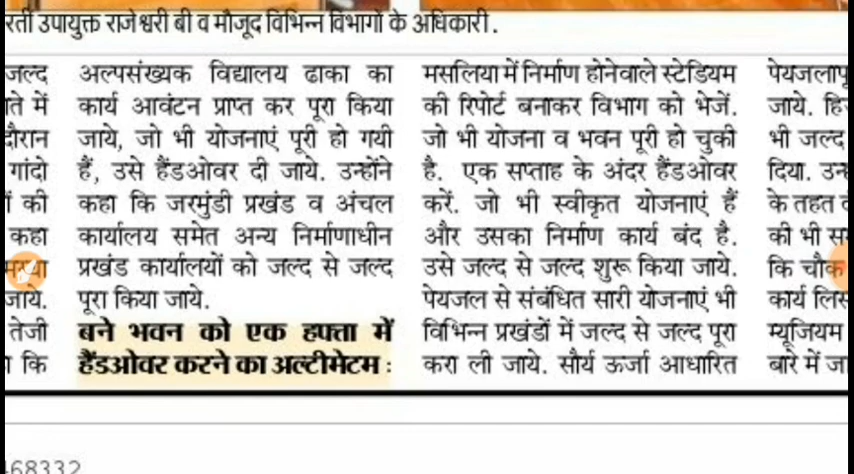 रती उपायुक्त राजेश्वरी बी व मौजूद विभिन्न विभागों के अधिकारी.
जल्द
ते में
दौरान
गांदो
की
कहा
जाये.
तेजी
कि
अल्पसंख्यक विद्यालय ढाका का
कार्य आवंटन प्राप्त कर पूरा किया
जाये, जो भी योजनाएं पूरी हो गयी
हैं, उसे हैंडओवर दी जाये. उन्होंने
कहा कि जरमुंडी प्रखंड व अंचल
कार्यालय समेत अन्य निर्माणाधीन
प्रखंड कार्यालयों को जल्द से जल्द
पूरा किया जाये.
बने भवन को एक हफ्ता में
हैंडओवर करने का अल्टीमेटम :
मसलिया में निर्माण होनेवाले स्टेडियम
की रिपोर्ट बनाकर विभाग को भेजें.
जो भी योजना व भवन पूरी हो चुकी
है. एक सप्ताह के अंदर हैंडओवर
करें. जो भी स्वीकृत योजनाएं हैं
और उसका निर्माण कार्य बंद है.
उसे जल्द से जल्द शुरू किया जाये.
पेयजल से संबंधित सारी योजनाएं भी
विभिन्न प्रखंडों में जल्द से जल्द पूरा
करा ली जाये. सौर्य ऊर्जा आधारित
पेयजलापू
जाये. हि
भी जल्द
दिया. उन
के तहत
की भी स
कि चौक
कार्य लि
म्यूजियम
बारे में जा
468332